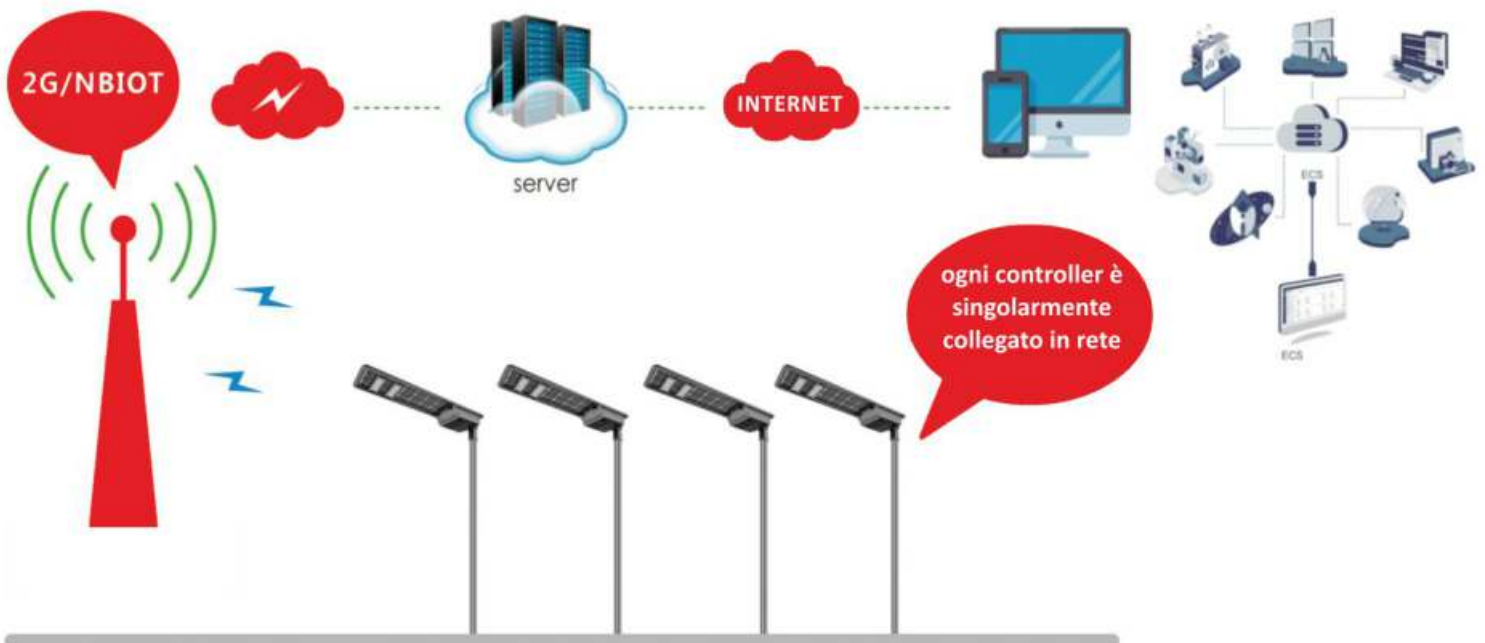 2G/NBIOT
server
INTERNET
ECS
ogni controller è
singolarmente
collegato in rete
ECS